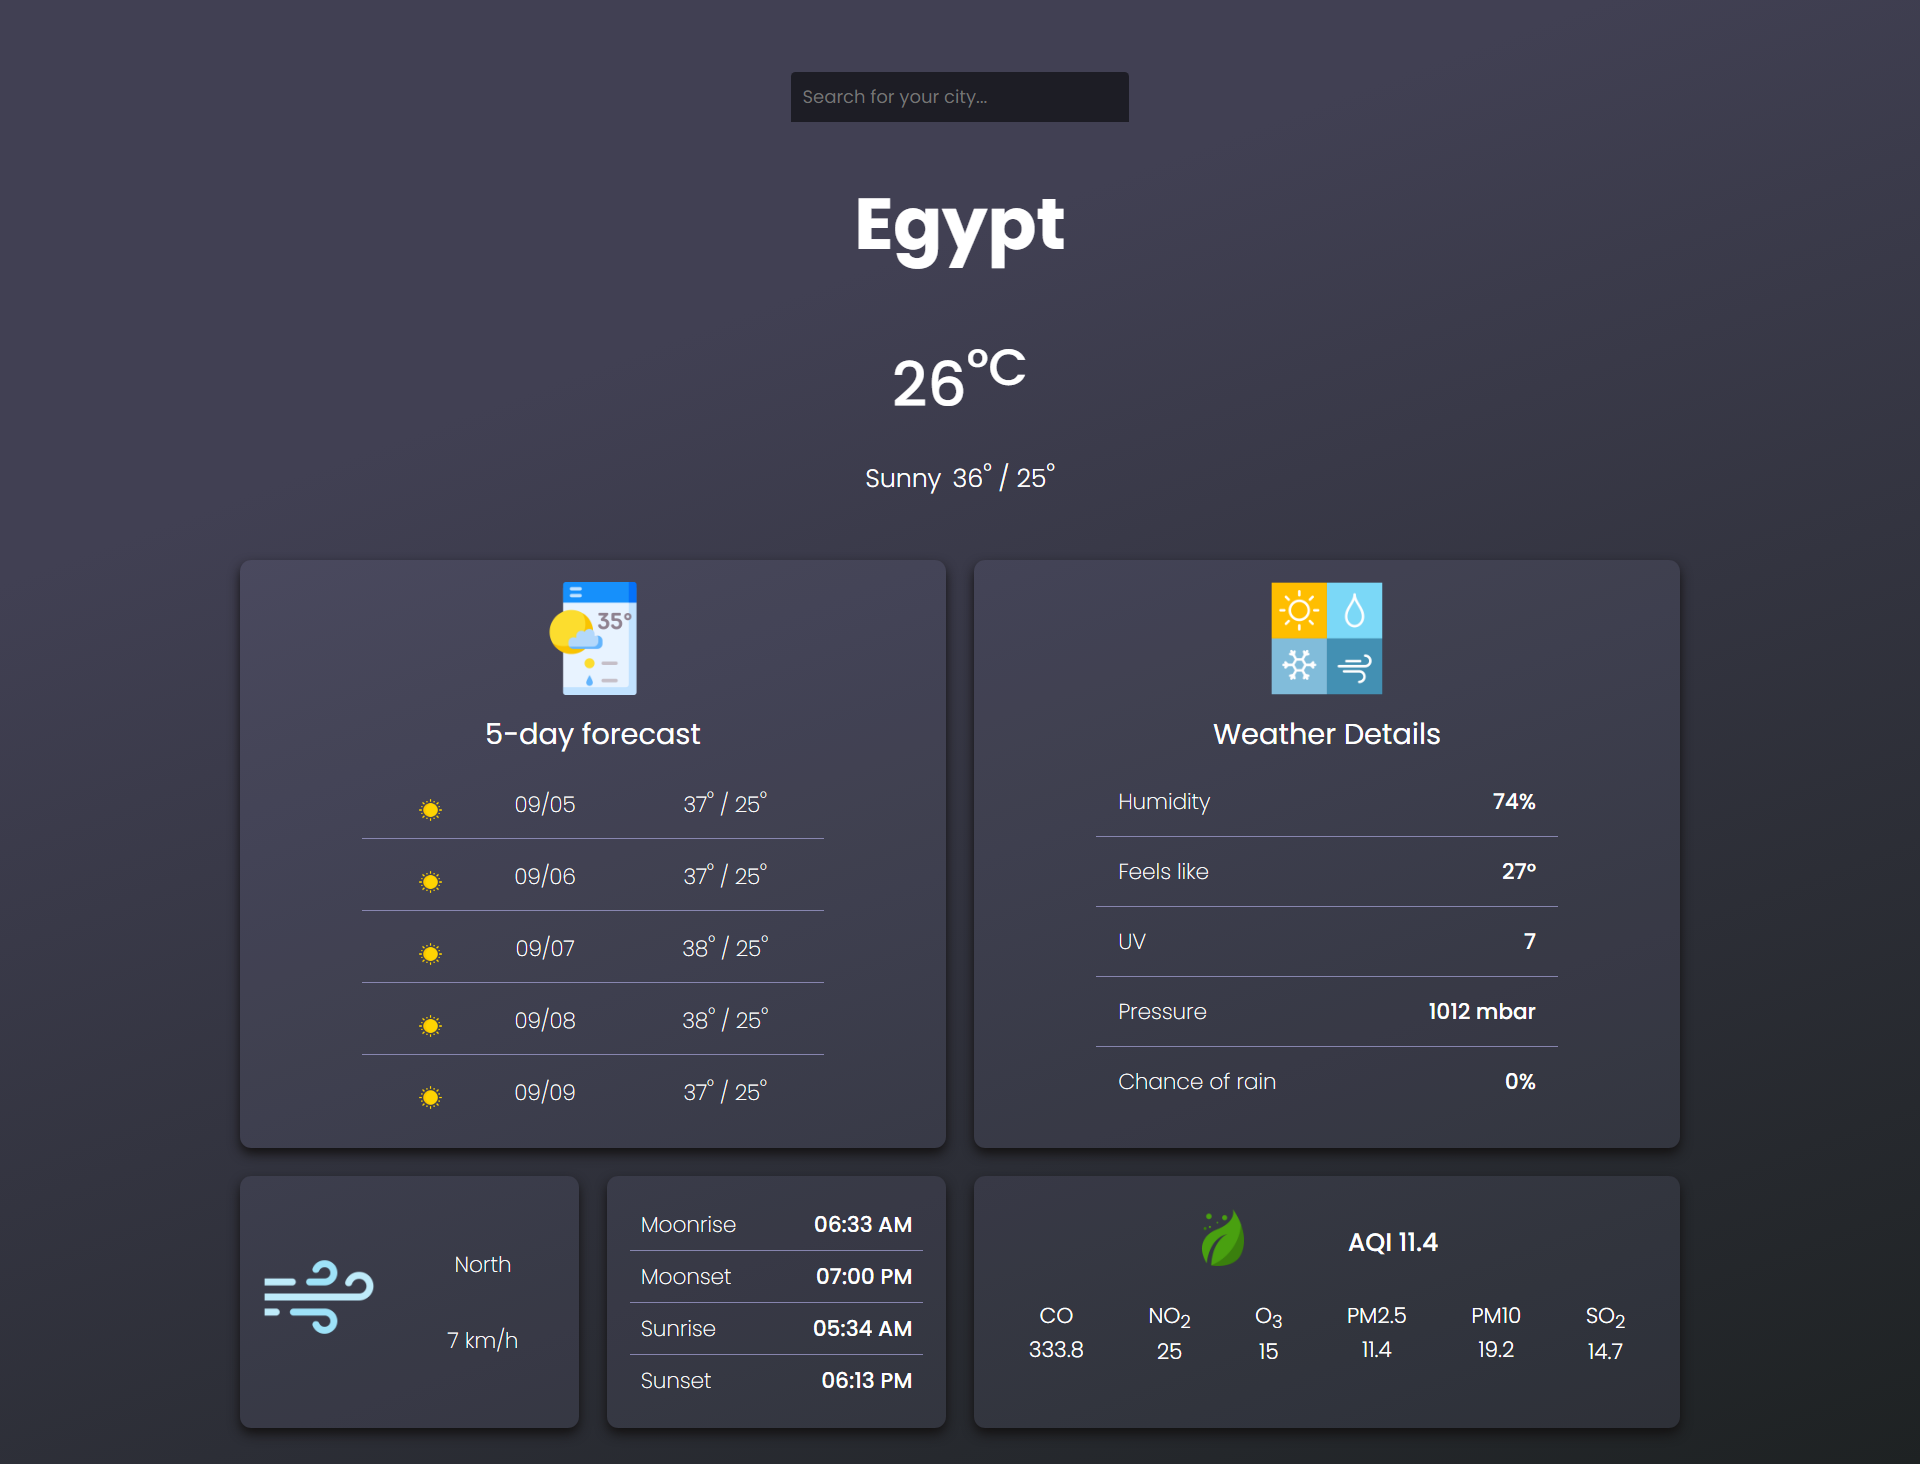 Search for your city...
Egypt
26°C
Sunny 36° / 25°
35°
5-day forecast
09/05 37° / 25°
09/06 37° / 25°
09/07 38° / 25°
09/08 38° / 25°
09/09 37° / 25°
Weather Details
Humidity 74%
Feels like 27°
UV 7
Pressure 1012 mbar
Chance of rain 0%
North
7 km/h
Moonrise 06:33 AM
Moonset 07:00 PM
Sunrise 05:34 AM
Sunset 06:13 PM
AQI 11.4
CO NO₂ O₃ PM2.5 PM10 SO₂
333.8 25 15 11.4 19.2 14.7